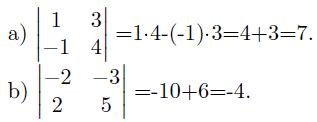 a) | 1 3 |
| −1 4 | =1·4-(-1)·3=4+3=7.
b) | −2 −3 |
| 2 5 | =-10+6=-4.